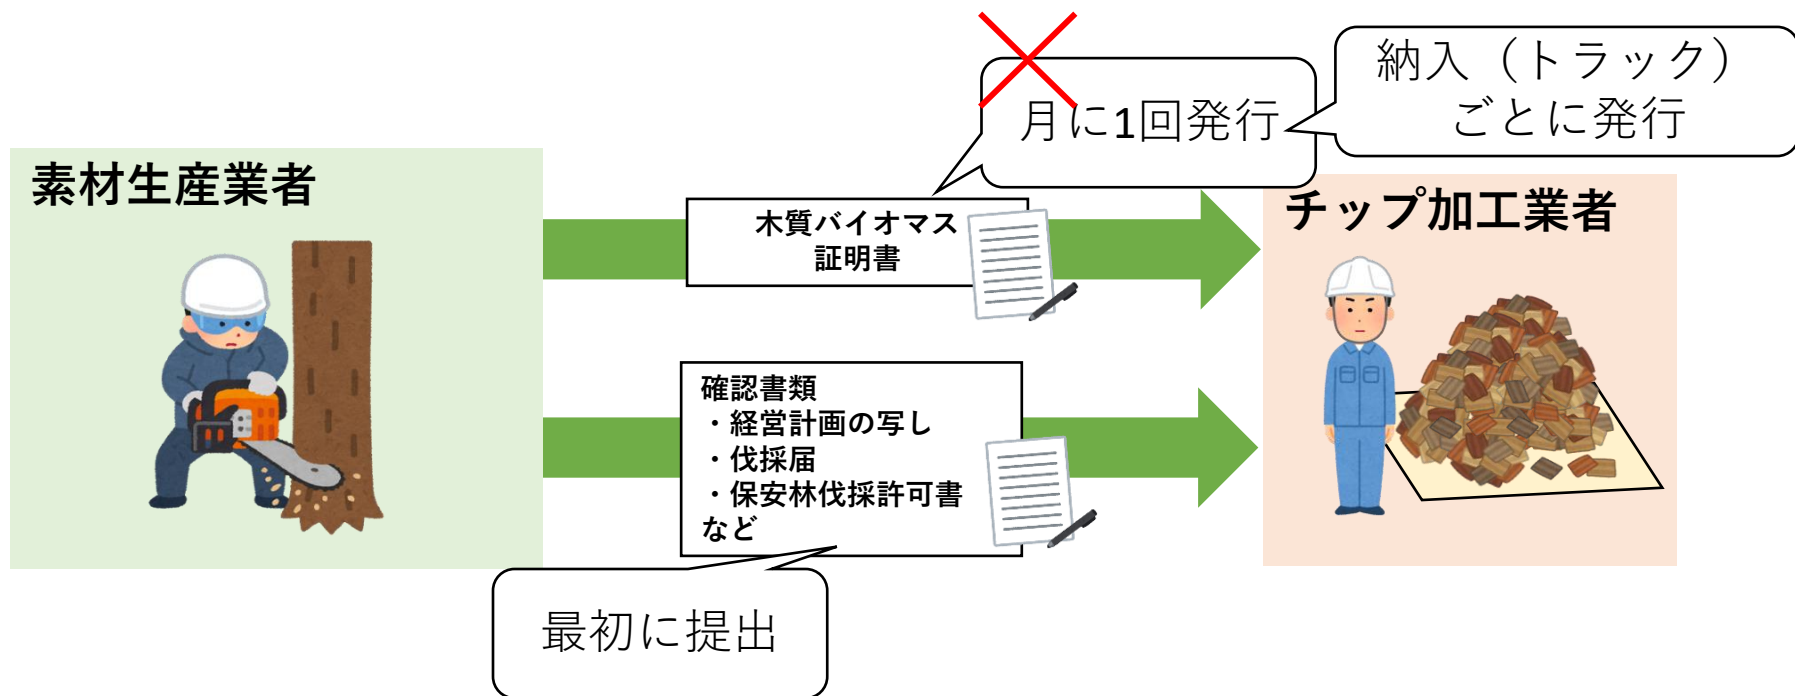 納入（トラック）
ごとに発行
月に1回発行
素材生産業者
木質バイオマス
証明書
チップ加工業者
確認書類
・経営計画の写し
・伐採届
・保安林伐採許可書
など
最初に提出